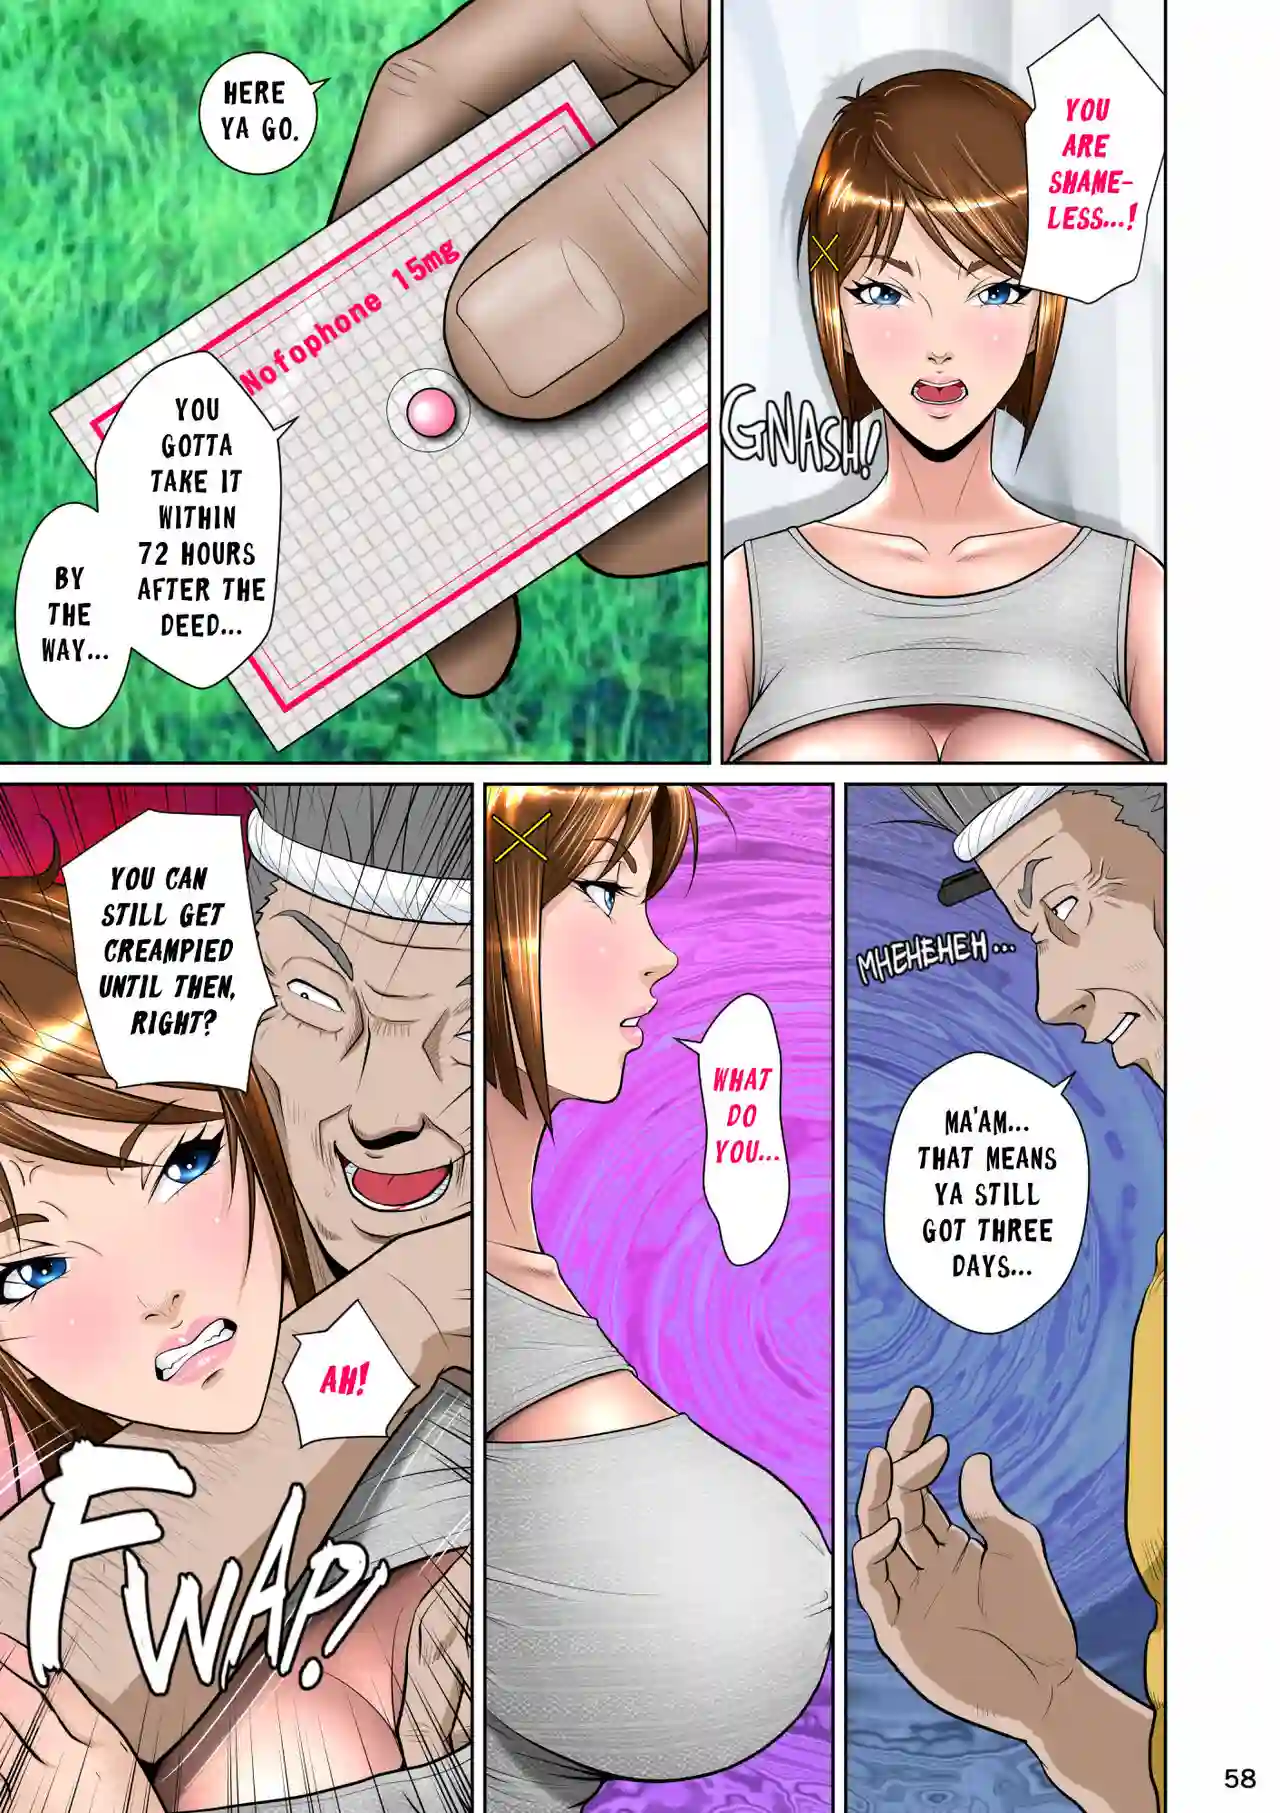 YOU
ARE
SHAME-
LESS...!
GNASH!
HERE
YA GO.
Nofophone 15mg
YOU
GOTTA
TAKE IT
WITHIN
72 HOURS
AFTER THE
DEED...
BY
THE
WAY...
MHEHEHEH...
MA'AM...
THAT MEANS
YA STILL
GOT THREE
DAYS...
WHAT
DO
YOU...
YOU CAN
STILL GET
CREAMPIED
UNTIL THEN,
RIGHT?
AH!
FWAP!
58